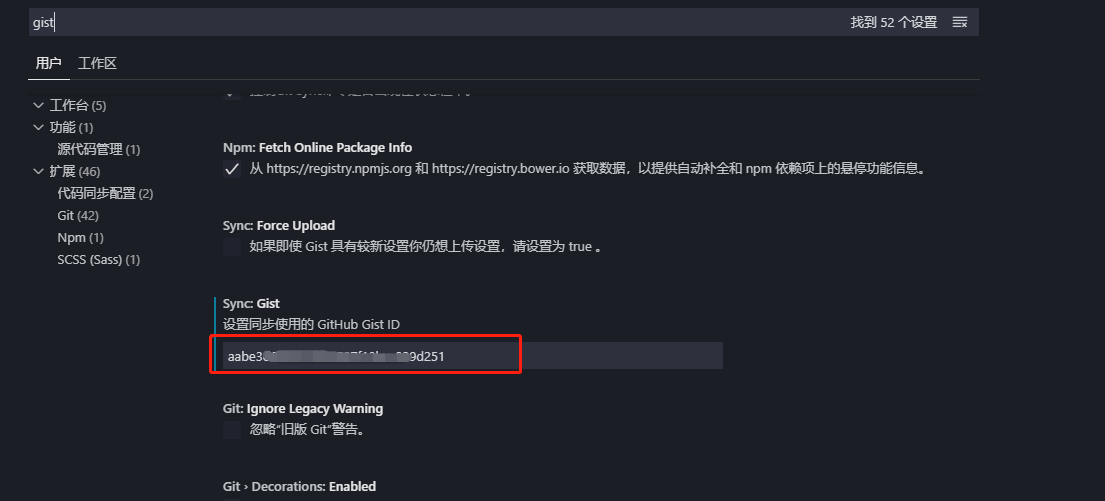 gist
找到 52 个设置
用户 工作区
工作台 (5)
功能 (1)
源代码管理 (1)
扩展 (46)
代码同步配置 (2)
Git (42)
Npm (1)
SCSS (Sass) (1)
Npm: Fetch Online Package Info
从 https://registry.npmjs.org 和 https://registry.bower.io 获取数据，以提供自动补全和 npm 依赖项上的悬停功能信息。
Sync: Force Upload
如果即使 Gist 具有较新设置你仍想上传设置，请设置为 true 。
Sync: Gist
设置同步使用的 GitHub Gist ID
aabe3 9d251
Git: Ignore Legacy Warning
忽略“旧版 Git”警告。
Git › Decorations: Enabled